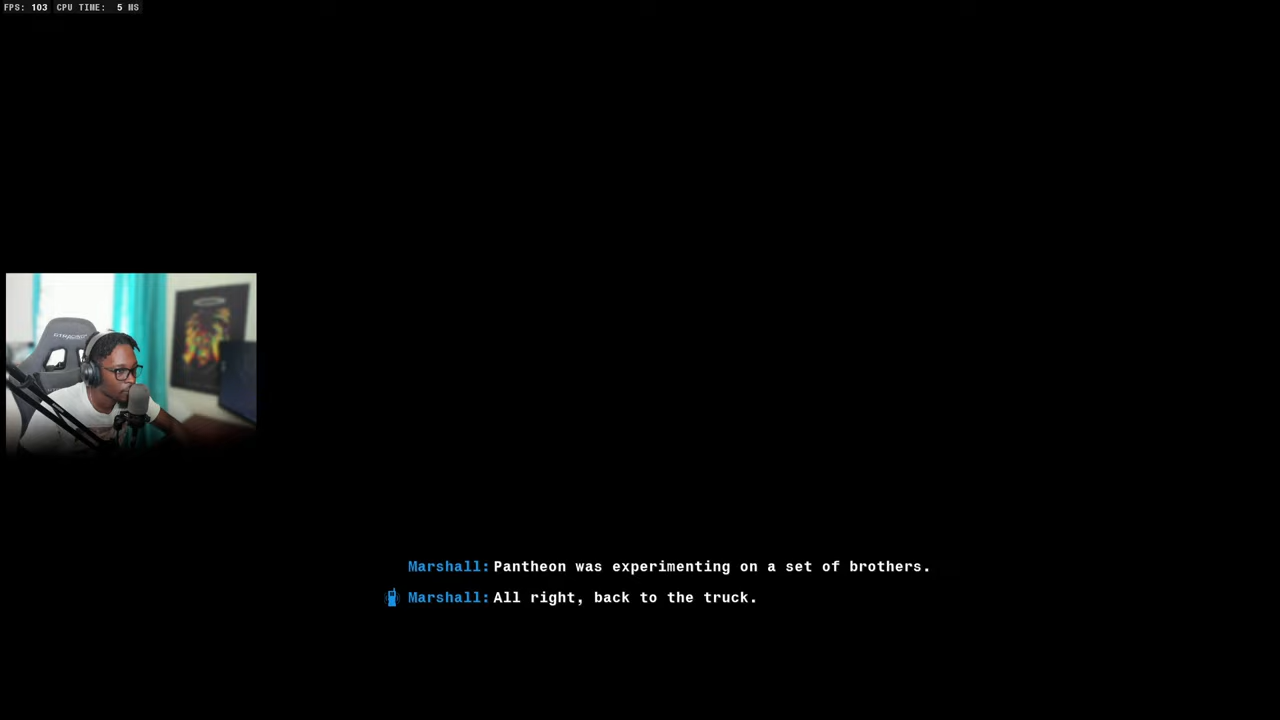 FPS: 103 CPU TIME: 5 MS
Marshall: Pantheon was experimenting on a set of brothers.
Marshall: All right, back to the truck.